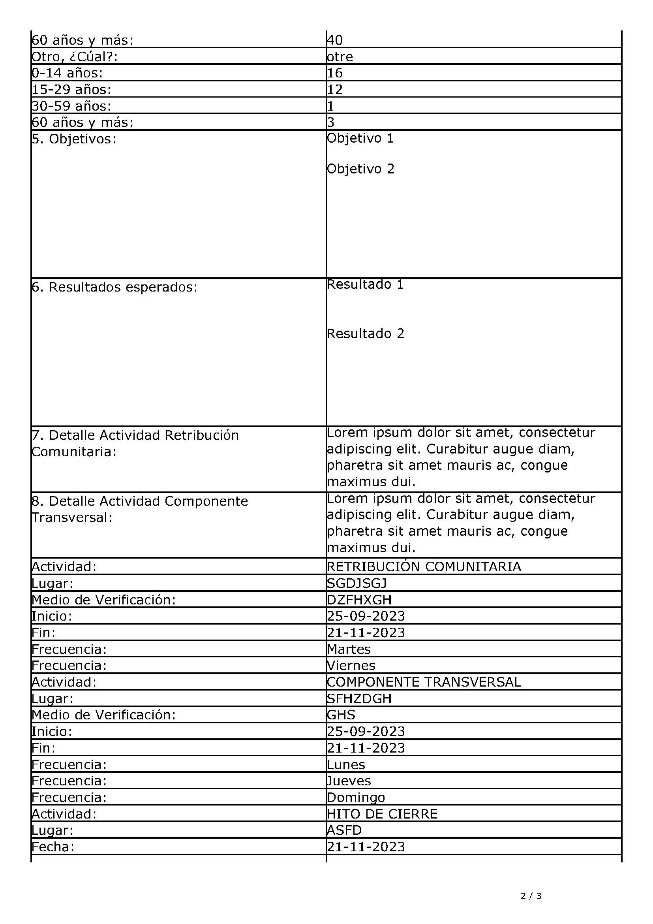 60 años y más: 40
Otro, ¿Cúal?: otre
0-14 años: 16
15-29 años: 12
30-59 años: 1
60 años y más: 3
5. Objetivos: Objetivo 1
Objetivo 2
6. Resultados esperados: Resultado 1
Resultado 2
7. Detalle Actividad Retribución
Comunitaria:
Lorem ipsum dolor sit amet, consectetur
adipiscing elit. Curabitur augue diam,
pharetra sit amet mauris ac, congue
maximus dui.
8. Detalle Actividad Componente
Transversal:
Lorem ipsum dolor sit amet, consectetur
adipiscing elit. Curabitur augue diam,
pharetra sit amet mauris ac, congue
maximus dui.
Actividad: RETRIBUCIÓN COMUNITARIA
Lugar: SGDJSGJ
Medio de Verificación: DZFHXGH
Inicio: 25-09-2023
Fin: 21-11-2023
Frecuencia: Martes
Frecuencia: Viernes
Actividad: COMPONENTE TRANSVERSAL
Lugar: SFHZDGH
Medio de Verificación: GHS
Inicio: 25-09-2023
Fin: 21-11-2023
Frecuencia: Lunes
Frecuencia: Jueves
Frecuencia: Domingo
Actividad: HITO DE CIERRE
Lugar: ASFD
Fecha: 21-11-2023
2 / 3